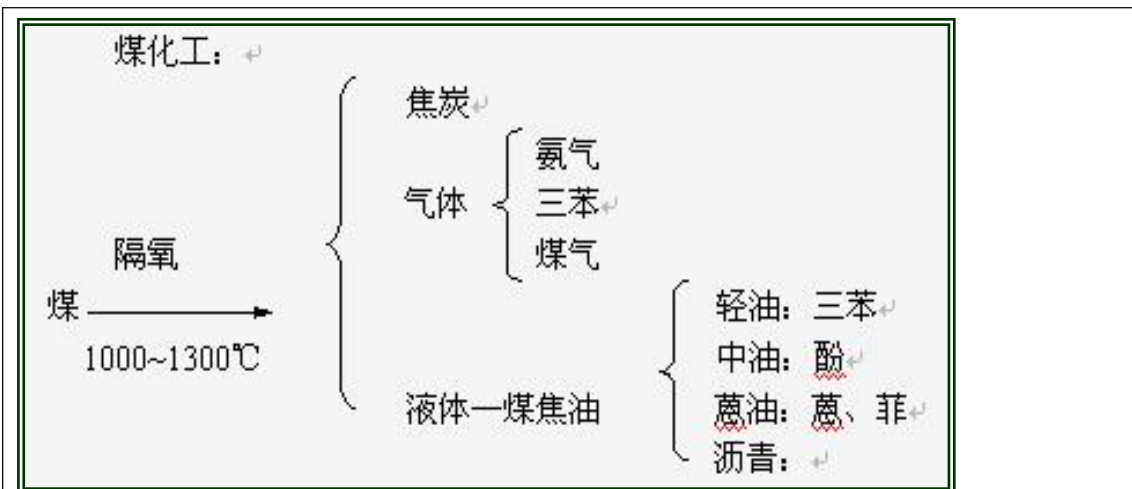 煤化工：
焦炭
氨气
气体
三苯
煤气
隔氧
煤
1000~1300℃
轻油：三苯
中油：酚
液体—煤焦油
蒽油：蒽、菲
沥青：